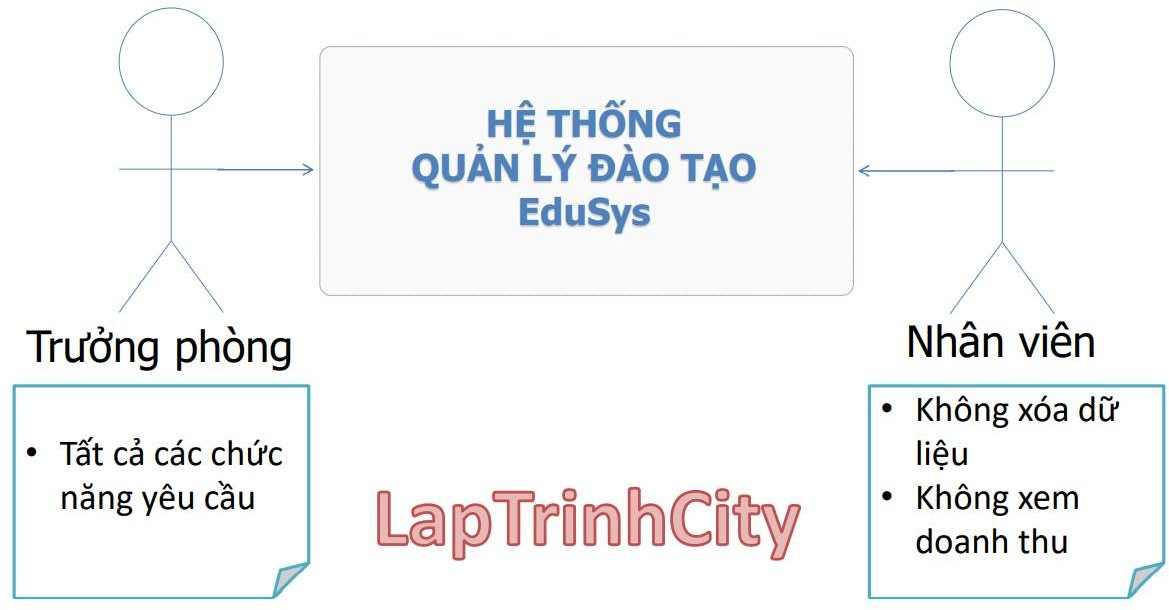 HỆ THỐNG
QUẢN LÝ ĐÀO TẠO
EduSys
Trưởng phòng
• Tất cả các chức
năng yêu cầu
Nhân viên
• Không xóa dữ
liệu
• Không xem
doanh thu
LapTrinhCity